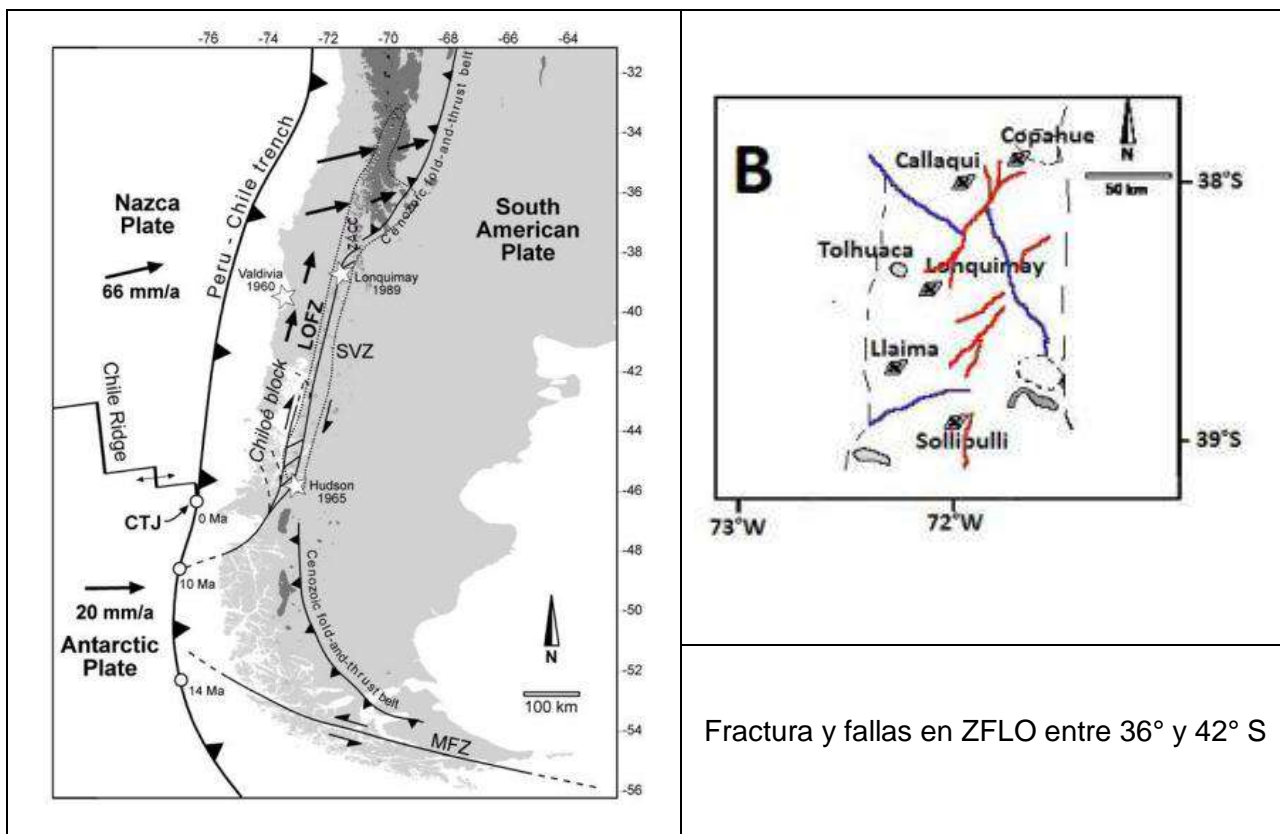 -76
-74
-72
-70
-68
-66
-64
-32
-34
-36
-38
-40
-42
-44
-46
-48
-50
-52
-54
-56
Peru - Chile trench
Nazca
Plate
66 mm/a
South
American
Plate
Cenozoic fold-and-thrust belt
Valdivia
1960
Lonquimay
1989
LOFZ
SVZ
Chiloé block
Chile Ridge
Hudson
1965
CTJ
0 Ma
10 Ma
20 mm/a
Antarctic
Plate
14 Ma
Cenozoic fold-and-thrust belt
N
100 km
MFZ
B
Copahue
Callaqui
N
50 km
38°S
Tolhuaca
Lonquimay
Llaima
Sollipulli
39°S
73°W
72°W
Fractura y fallas en ZFLO entre 36° y 42° S